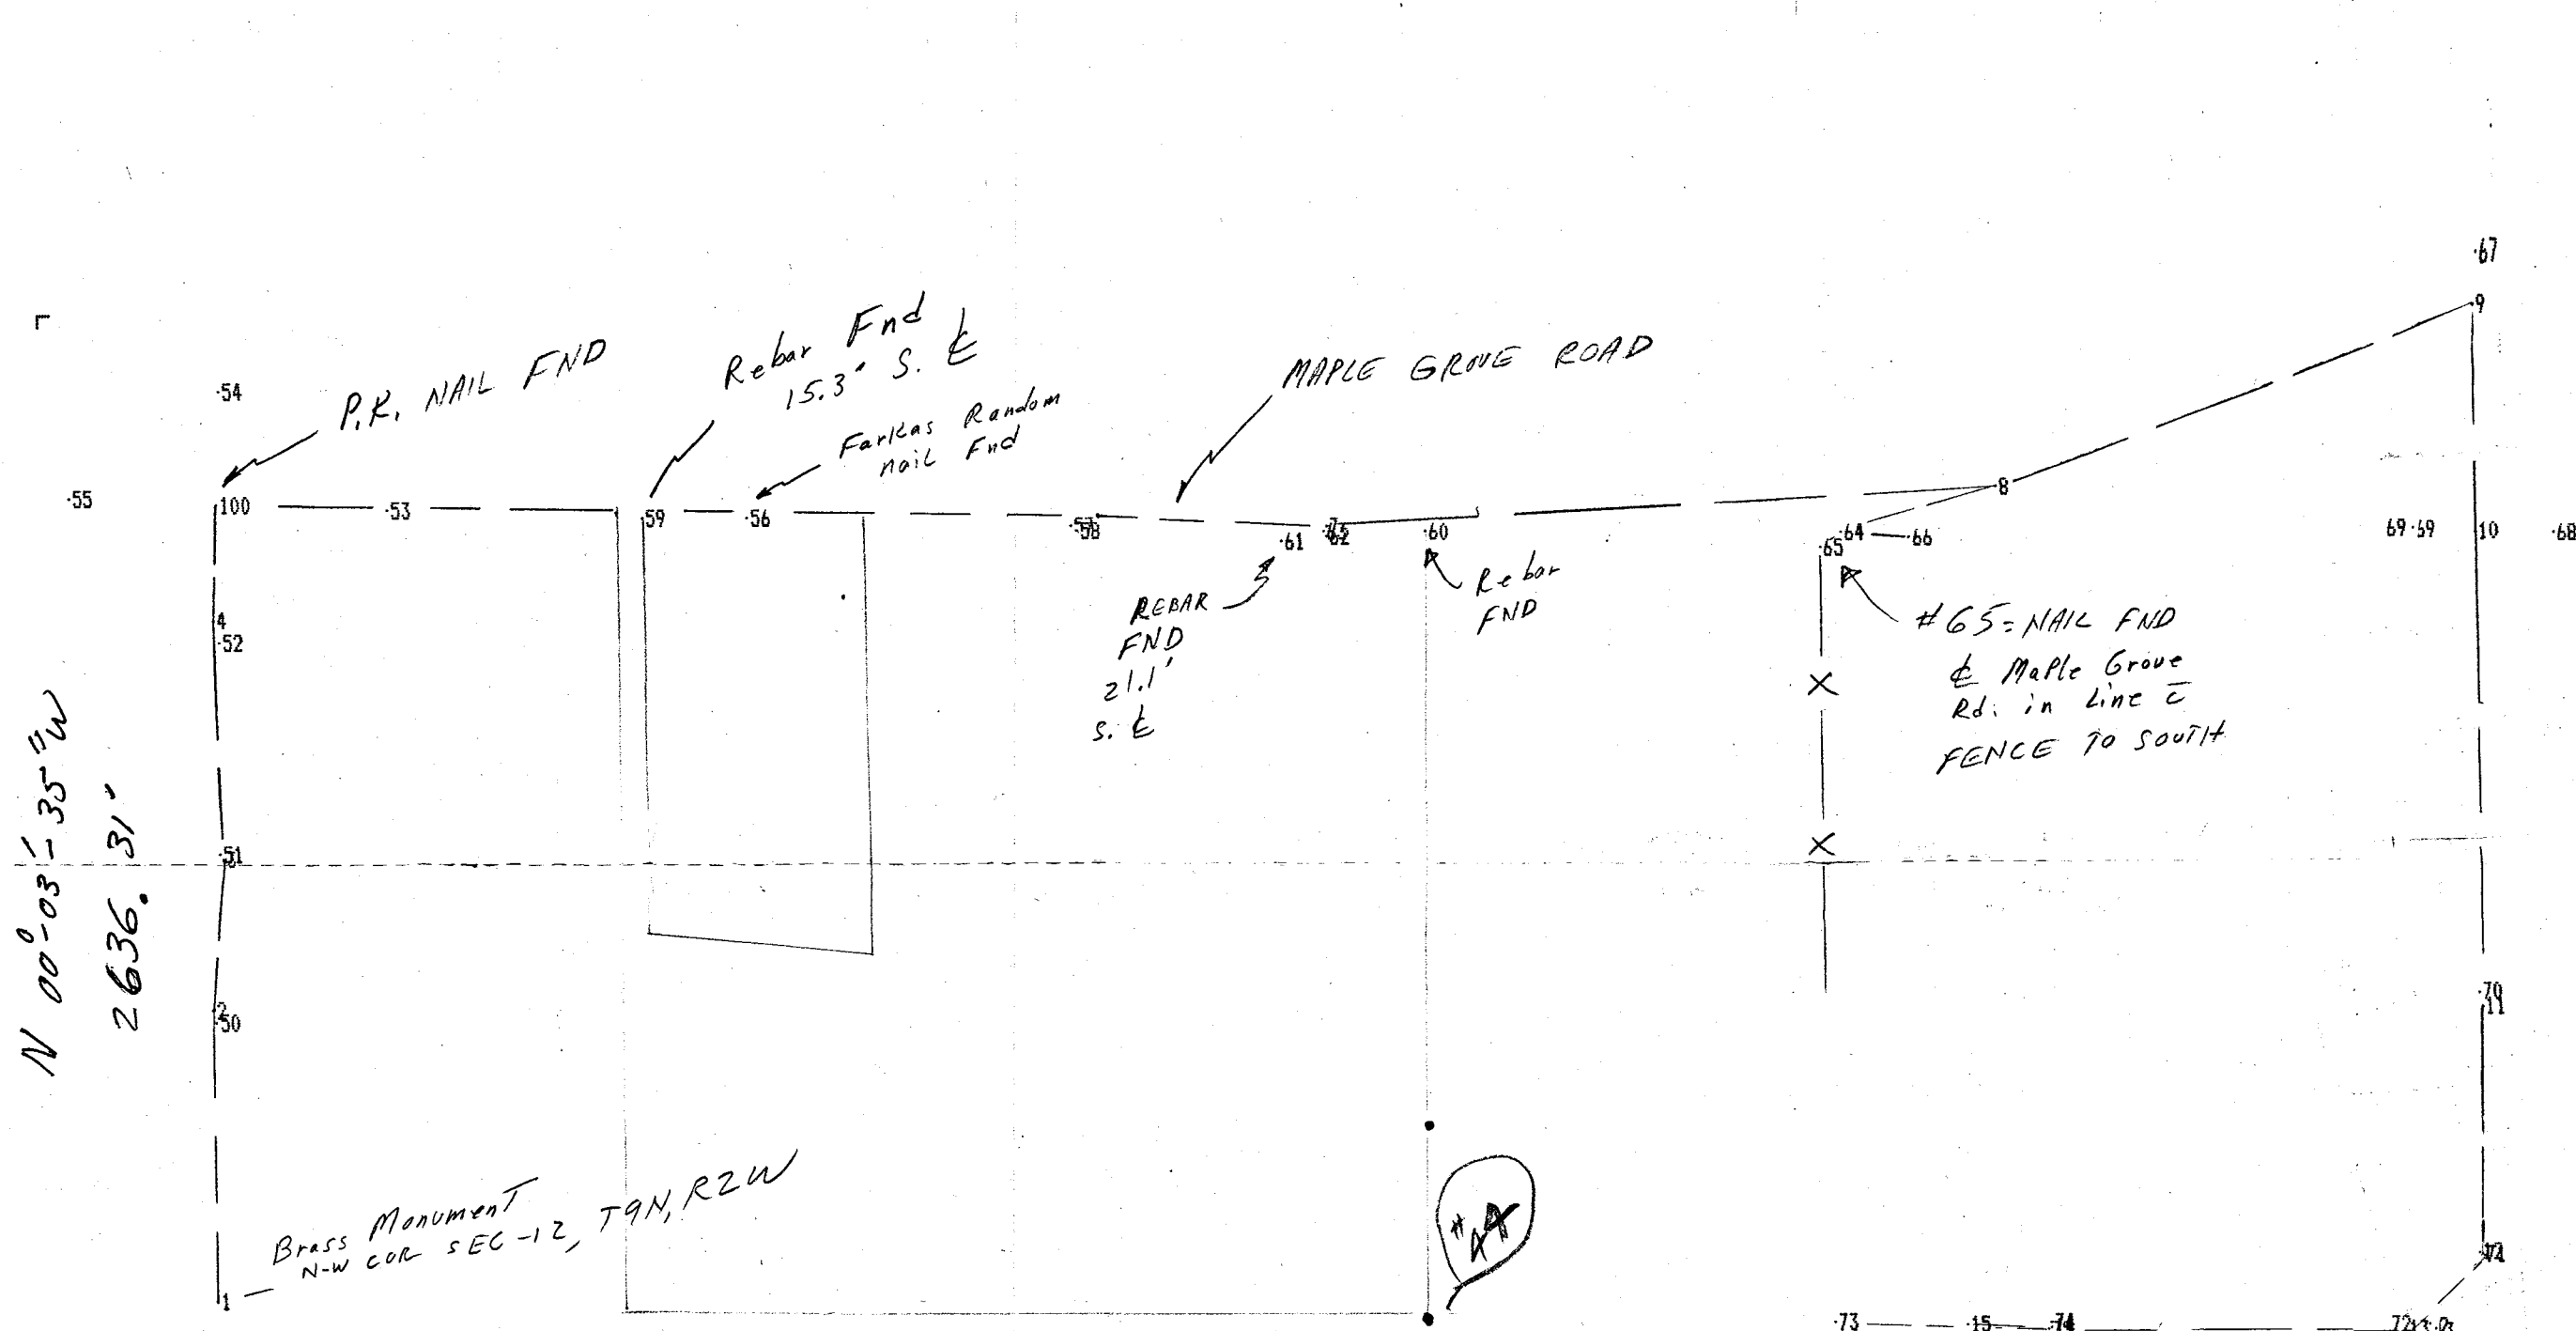 .67
.9
Rebar Fnd
15.3' S. ℄
MAPLE GROVE ROAD
.54
P.K. NAIL FND
Farkas Random
nail Fnd
.55
100
.53
59
.56
.58
.61
.62
.60
.8
.64
.66
.65
69.59
10
.68
REBAR
FND
21.1'
S. ℄
Rebar
FND
#65=NAIL FND
℄ Maple Grove
Rd. in Line c̄
FENCE TO SOUTH
4
.52
N 00°-03'-35"W
2636.31'
.51
2
.50
.70
11
Brass Monument
N-W COR SEC-12, T9N, R2W
1
#44
.73
.15
.74